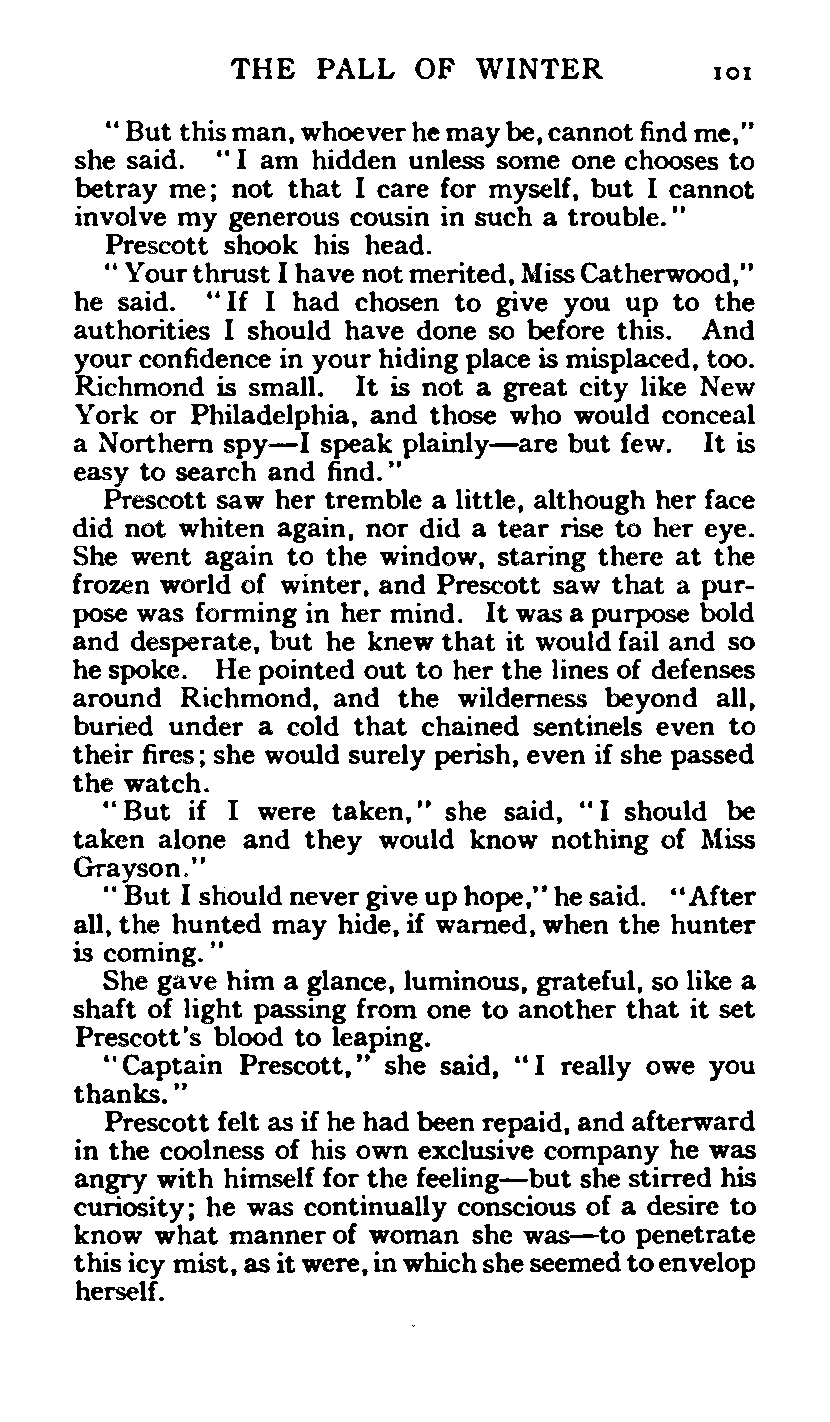 THE PALL OF WINTER 101
"But this man, whoever he may be, cannot find me,"
she said. "I am hidden unless some one chooses to
betray me; not that I care for myself, but I cannot
involve my generous cousin in such a trouble."
Prescott shook his head.
"Your thrust I have not merited, Miss Catherwood,"
he said. "If I had chosen to give you up to the
authorities I should have done so before this. And
your confidence in your hiding place is misplaced, too.
Richmond is small. It is not a great city like New
York or Philadelphia, and those who would conceal
a Northern spy—I speak plainly—are but few. It is
easy to search and find."
Prescott saw her tremble a little, although her face
did not whiten again, nor did a tear rise to her eye.
She went again to the window, staring there at the
frozen world of winter, and Prescott saw that a pur-
pose was forming in her mind. It was a purpose bold
and desperate, but he knew that it would fail and so
he spoke. He pointed out to her the lines of defenses
around Richmond, and the wilderness beyond all,
buried under a cold that chained sentinels even to
their fires; she would surely perish, even if she passed
the watch.
"But if I were taken," she said, "I should be
taken alone and they would know nothing of Miss
Grayson."
"But I should never give up hope," he said. "After
all, the hunted may hide, if warned, when the hunter
is coming."
She gave him a glance, luminous, grateful, so like a
shaft of light passing from one to another that it set
Prescott's blood to leaping.
"Captain Prescott," she said, "I really owe you
thanks."
Prescott felt as if he had been repaid, and afterward
in the coolness of his own exclusive company he was
angry with himself for the feeling—but she stirred his
curiosity; he was continually conscious of a desire to
know what manner of woman she was—to penetrate
this icy mist, as it were, in which she seemed to envelop
herself.